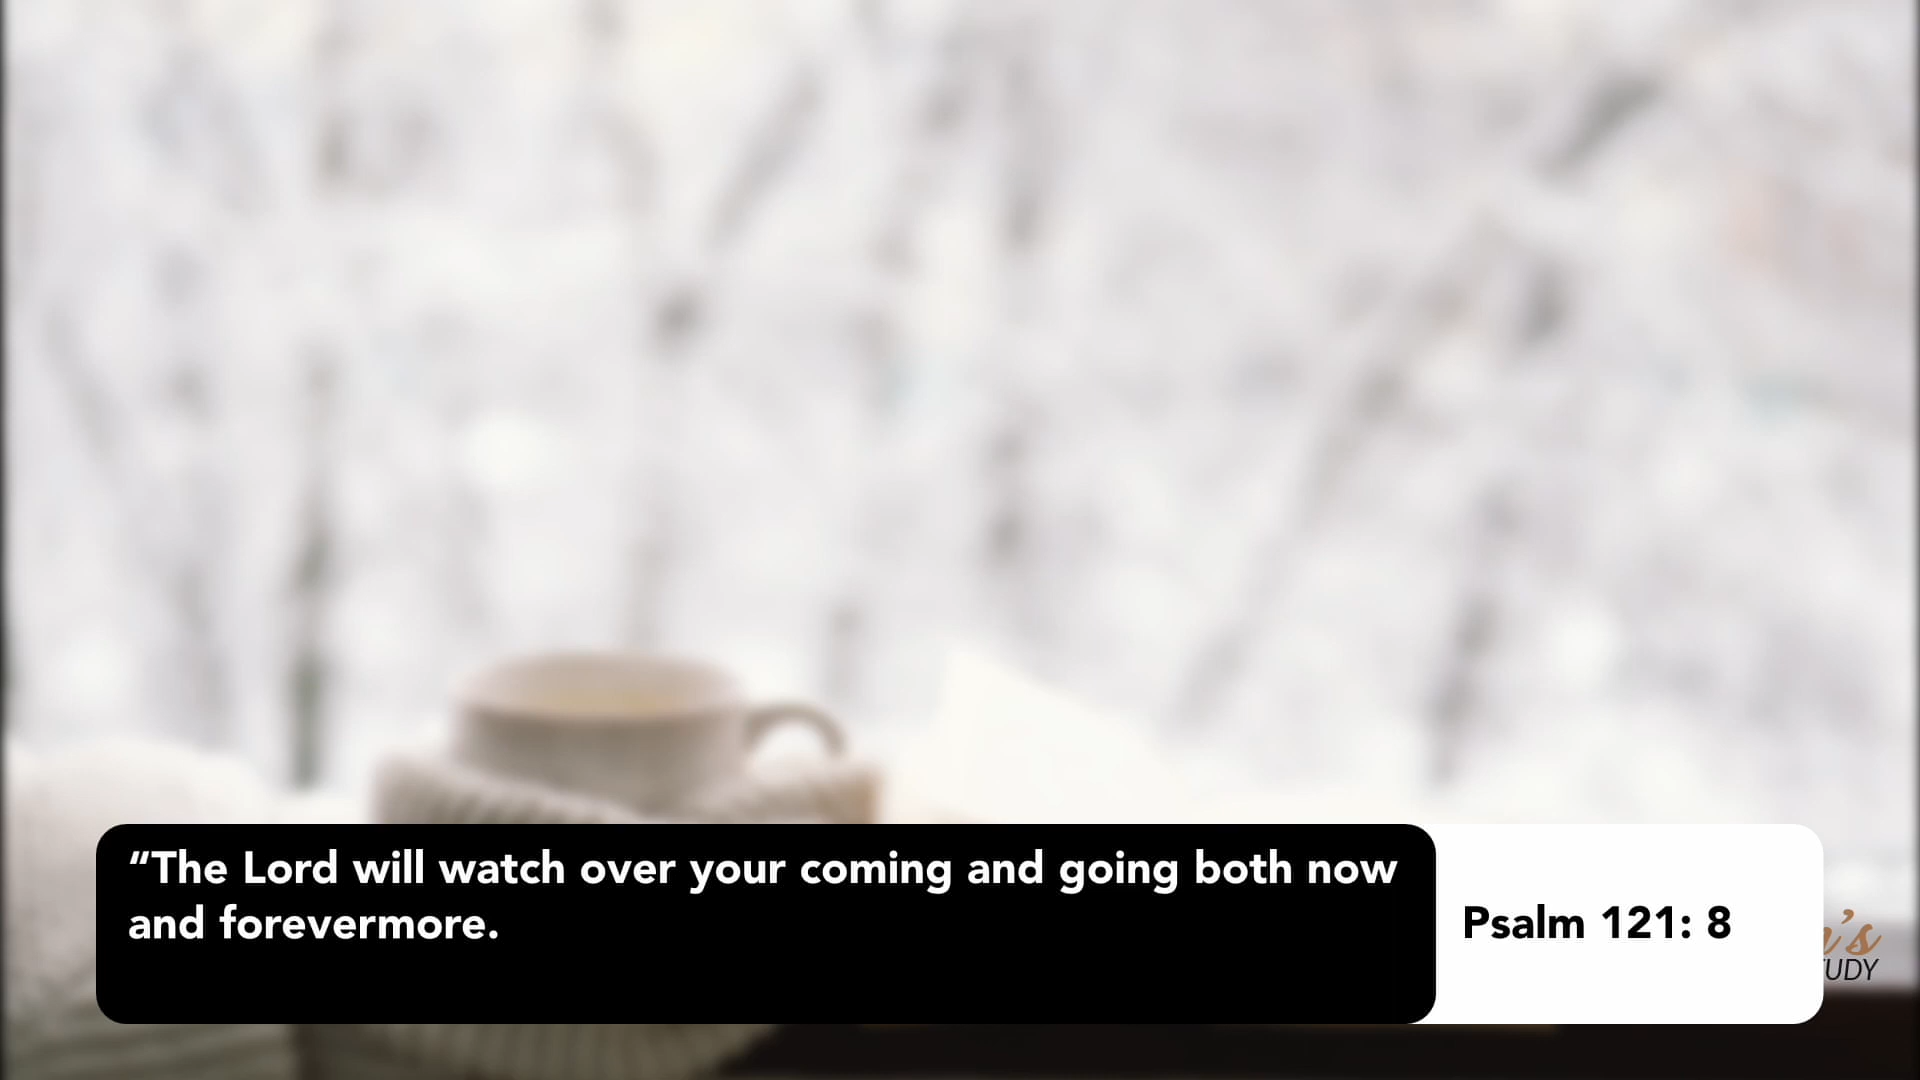 “The Lord will watch over your coming and going both now
and forevermore.
Psalm 121: 8